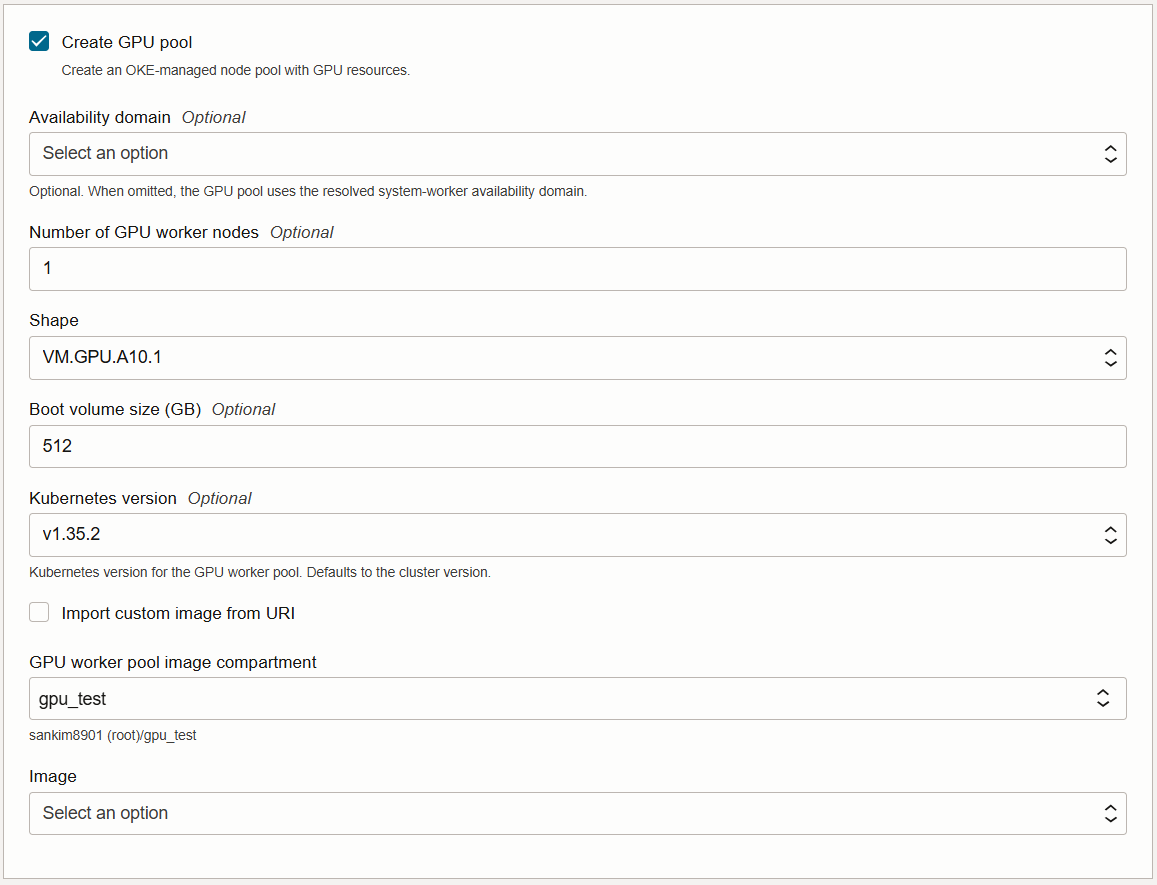 Create GPU pool
Create an OKE-managed node pool with GPU resources.
Availability domain Optional
Select an option
Optional. When omitted, the GPU pool uses the resolved system-worker availability domain.
Number of GPU worker nodes Optional
1
Shape
VM.GPU.A10.1
Boot volume size (GB) Optional
512
Kubernetes version Optional
v1.35.2
Kubernetes version for the GPU worker pool. Defaults to the cluster version.
Import custom image from URI
GPU worker pool image compartment
gpu_test
sankim8901 (root)/gpu_test
Image
Select an option